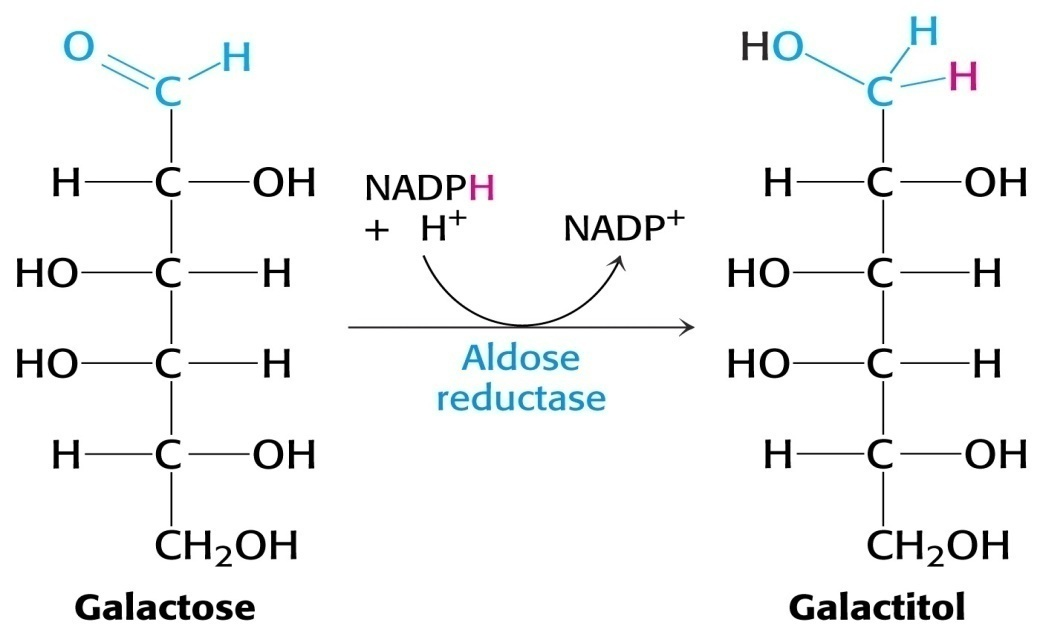 O H
C
H C OH
HO C H
HO C H
H C OH
CH₂OH
Galactose
NADPH
+ H⁺
NADP⁺
Aldose
reductase
HO H
H
C
H C OH
HO C H
HO C H
H C OH
CH₂OH
Galactitol